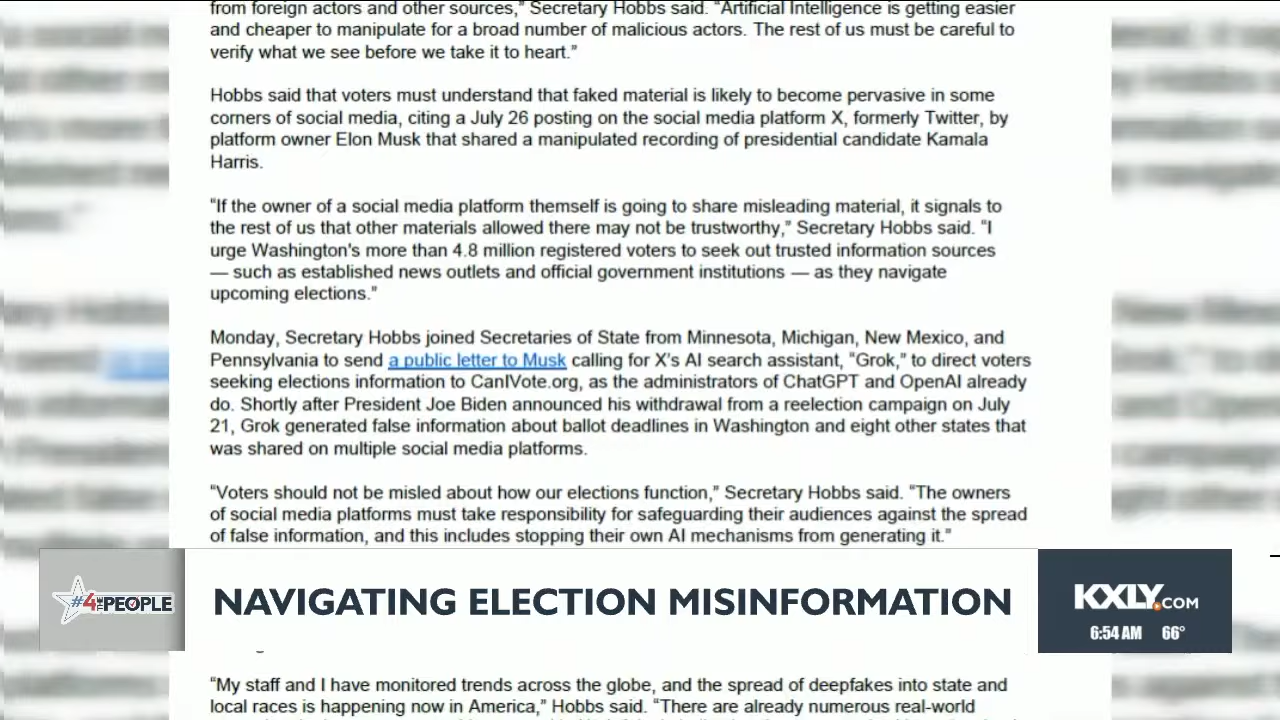 from foreign actors and other sources,” Secretary Hobbs said. “Artificial Intelligence is getting easier
and cheaper to manipulate for a broad number of malicious actors. The rest of us must be careful to
verify what we see before we take it to heart.”
Hobbs said that voters must understand that faked material is likely to become pervasive in some
corners of social media, citing a July 26 posting on the social media platform X, formerly Twitter, by
platform owner Elon Musk that shared a manipulated recording of presidential candidate Kamala
Harris.
“If the owner of a social media platform themself is going to share misleading material, it signals to
the rest of us that other materials allowed there may not be trustworthy,” Secretary Hobbs said. “I
urge Washington's more than 4.8 million registered voters to seek out trusted information sources
— such as established news outlets and official government institutions — as they navigate
upcoming elections.”
Monday, Secretary Hobbs joined Secretaries of State from Minnesota, Michigan, New Mexico, and
Pennsylvania to send a public letter to Musk calling for X's AI search assistant, “Grok,” to direct voters
seeking elections information to CanIVote.org, as the administrators of ChatGPT and OpenAI already
do. Shortly after President Joe Biden announced his withdrawal from a reelection campaign on July
21, Grok generated false information about ballot deadlines in Washington and eight other states that
was shared on multiple social media platforms.
“Voters should not be misled about how our elections function,” Secretary Hobbs said. “The owners
of social media platforms must take responsibility for safeguarding their audiences against the spread
of false information, and this includes stopping their own AI mechanisms from generating it.”
#4 THE PEOPLE
NAVIGATING ELECTION MISINFORMATION
KXLY.COM
6:54 AM 66°
“My staff and I have monitored trends across the globe, and the spread of deepfakes into state and
local races is happening now in America,” Hobbs said. “There are already numerous real-world